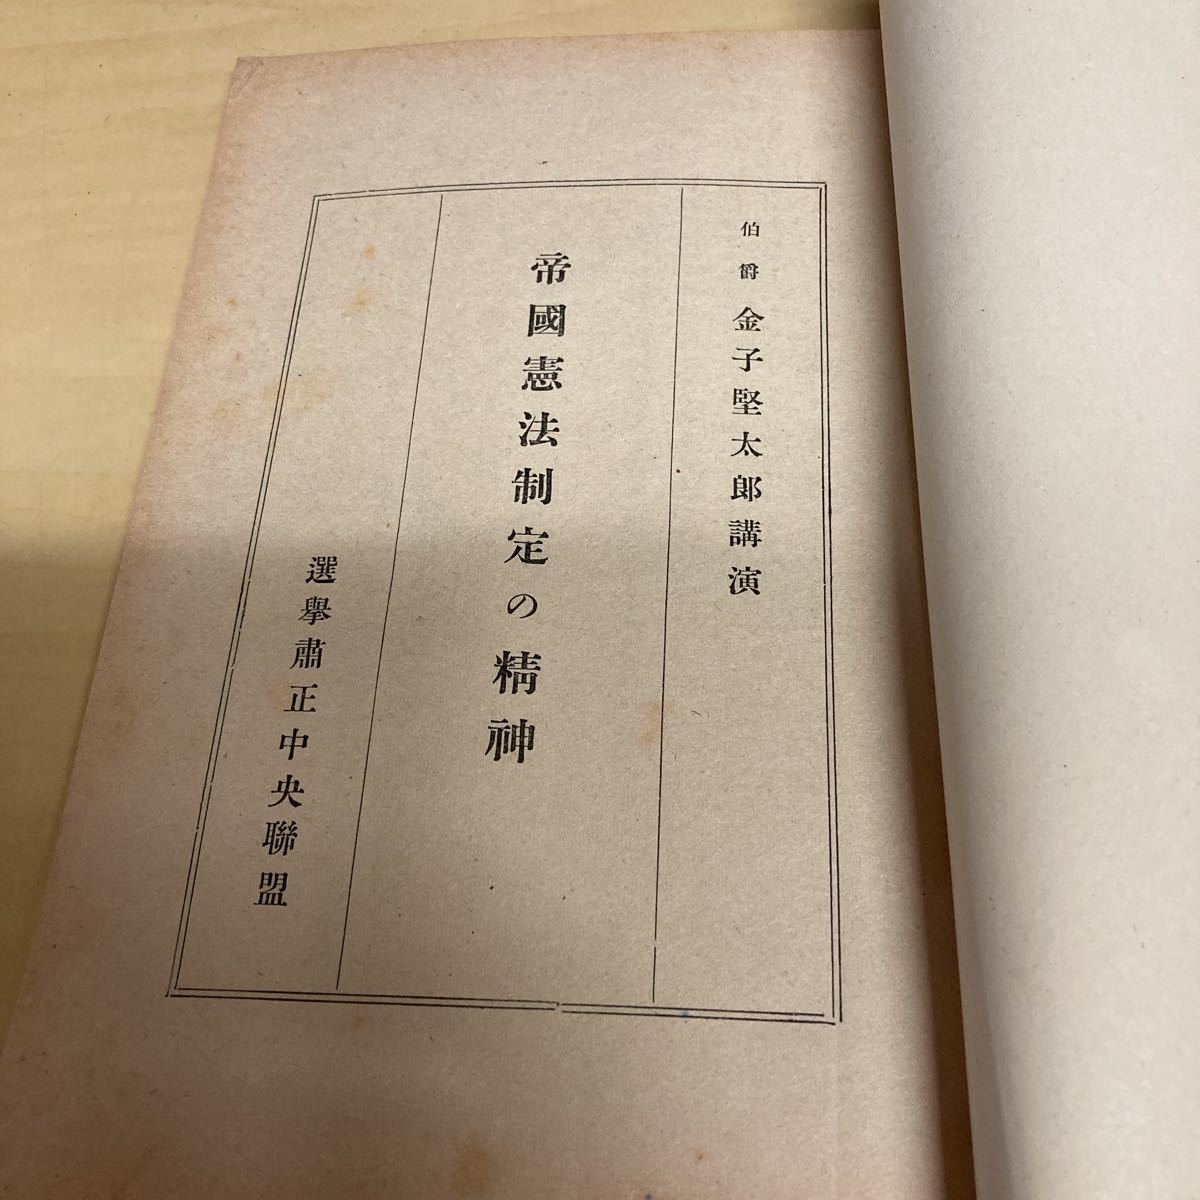 伯爵 金子堅太郎講演
帝國憲法制定の精神
選擧肅正中央聯盟